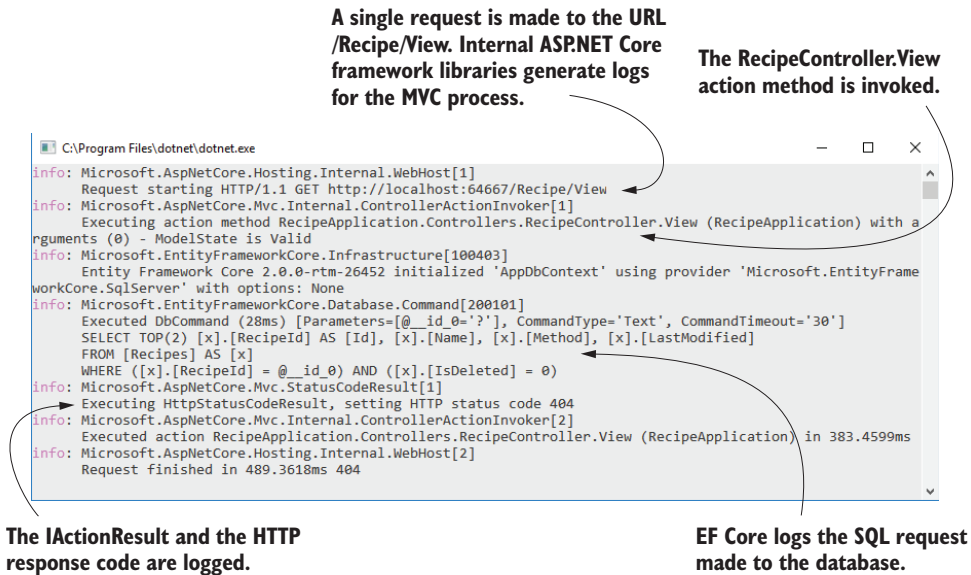 A single request is made to the URL
/Recipe/View. Internal ASP.NET Core
framework libraries generate logs
for the MVC process.
The RecipeController.View
action method is invoked.
C:\Program Files\dotnet\dotnet.exe
info: Microsoft.AspNetCore.Hosting.Internal.WebHost[1]
Request starting HTTP/1.1 GET http://localhost:64667/Recipe/View
info: Microsoft.AspNetCore.Mvc.Internal.ControllerActionInvoker[1]
Executing action method RecipeApplication.Controllers.RecipeController.View (RecipeApplication) with a
rguments (0) - ModelState is Valid
info: Microsoft.EntityFrameworkCore.Infrastructure[100403]
Entity Framework Core 2.0.0-rtm-26452 initialized 'AppDbContext' using provider 'Microsoft.EntityFrame
workCore.SqlServer' with options: None
info: Microsoft.EntityFrameworkCore.Database.Command[200101]
Executed DbCommand (28ms) [Parameters=[@__id_0='?'], CommandType='Text', CommandTimeout='30']
SELECT TOP(2) [x].[RecipeId] AS [Id], [x].[Name], [x].[Method], [x].[LastModified]
FROM [Recipes] AS [x]
WHERE ([x].[RecipeId] = @__id_0) AND ([x].[IsDeleted] = 0)
info: Microsoft.AspNetCore.Mvc.StatusCodeResult[1]
Executing HttpStatusCodeResult, setting HTTP status code 404
info: Microsoft.AspNetCore.Mvc.Internal.ControllerActionInvoker[2]
Executed action RecipeApplication.Controllers.RecipeController.View (RecipeApplication) in 383.4599ms
info: Microsoft.AspNetCore.Hosting.Internal.WebHost[2]
Request finished in 489.3618ms 404
The IActionResult and the HTTP
response code are logged.
EF Core logs the SQL request
made to the database.